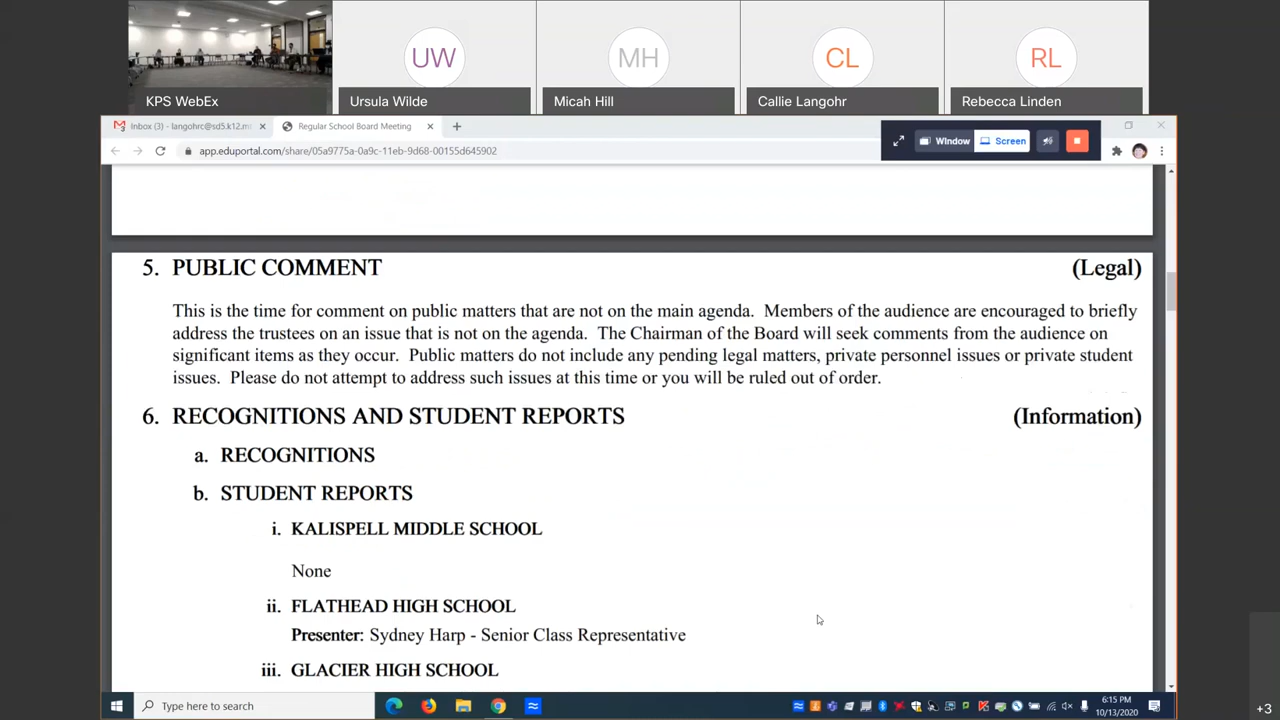 UW
MH
CL
RL
KPS WebEx
Ursula Wilde
Micah Hill
Callie Langohr
Rebecca Linden
Inbox (3) - langohrc@sd5.k12.m
Regular School Board Meeting
Window
Screen
app.eduportal.com/share/05a9775a-0a9c-11eb-9d68-00155d645902
5. PUBLIC COMMENT (Legal)
This is the time for comment on public matters that are not on the main agenda. Members of the audience are encouraged to briefly
address the trustees on an issue that is not on the agenda. The Chairman of the Board will seek comments from the audience on
significant items as they occur. Public matters do not include any pending legal matters, private personnel issues or private student
issues. Please do not attempt to address such issues at this time or you will be ruled out of order.
6. RECOGNITIONS AND STUDENT REPORTS (Information)
a. RECOGNITIONS
b. STUDENT REPORTS
i. KALISPELL MIDDLE SCHOOL
None
ii. FLATHEAD HIGH SCHOOL
Presenter: Sydney Harp - Senior Class Representative
iii. GLACIER HIGH SCHOOL
Type here to search
6:15 PM
10/13/2020
+3